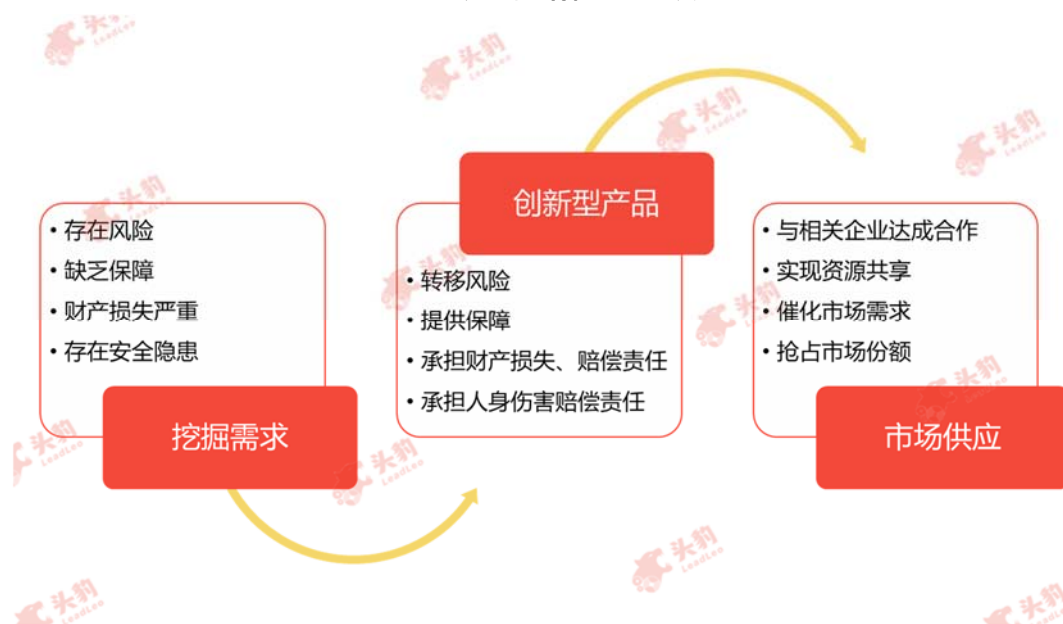 • 存在风险
• 缺乏保障
• 财产损失严重
• 存在安全隐患
挖掘需求
创新型产品
• 转移风险
• 提供保障
• 承担财产损失、赔偿责任
• 承担人身伤害赔偿责任
• 与相关企业达成合作
• 实现资源共享
• 催化市场需求
• 抢占市场份额
市场供应
头豹
LeadLeo